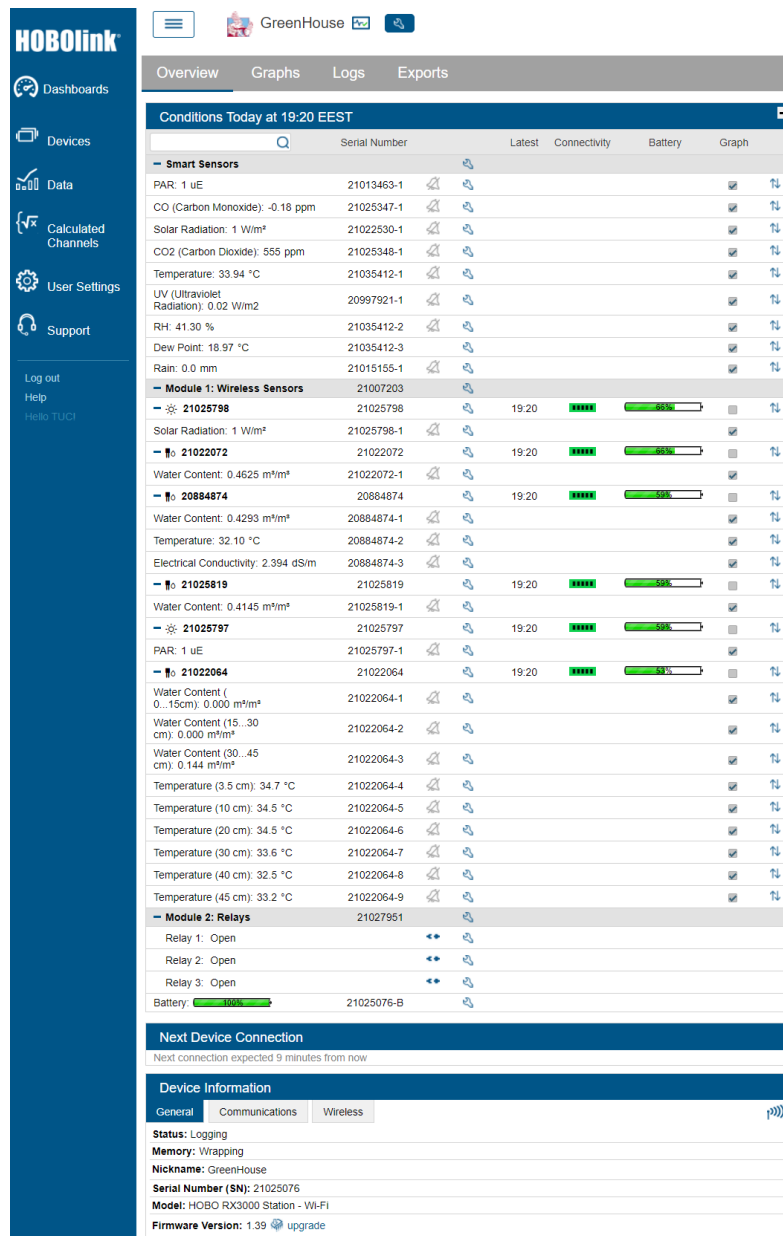 HOBOlink®
Dashboards
Devices
Data
Calculated
Channels
User Settings
Support
Log out
Help
Hello TUCI
GreenHouse
Overview Graphs Logs Exports
Conditions Today at 19:20 EEST
Serial Number Latest Connectivity Battery Graph
Smart Sensors
PAR: 1 uE 21013463-1
CO (Carbon Monoxide): -0.18 ppm 21025347-1
Solar Radiation: 1 W/m² 21022530-1
CO2 (Carbon Dioxide): 555 ppm 21025348-1
Temperature: 33.94 °C 21035412-1
UV (Ultraviolet
Radiation): 0.02 W/m2 20997921-1
RH: 41.30 % 21035412-2
Dew Point: 18.97 °C 21035412-3
Rain: 0.0 mm 21015155-1
Module 1: Wireless Sensors 21007203
21025798 21025798 19:20 66%
Solar Radiation: 1 W/m² 21025798-1
21022072 21022072 19:20 66%
Water Content: 0.4625 m³/m³ 21022072-1
20884874 20884874 19:20 59%
Water Content: 0.4293 m³/m³ 20884874-1
Temperature: 32.10 °C 20884874-2
Electrical Conductivity: 2.394 dS/m 20884874-3
21025819 21025819 19:20 59%
Water Content: 0.4145 m³/m³ 21025819-1
21025797 21025797 19:20 59%
PAR: 1 uE 21025797-1
21022064 21022064 19:20 53%
Water Content (
0...15cm): 0.000 m³/m³ 21022064-1
Water Content (15...30
cm): 0.000 m³/m³ 21022064-2
Water Content (30...45
cm): 0.144 m³/m³ 21022064-3
Temperature (3.5 cm): 34.7 °C 21022064-4
Temperature (10 cm): 34.5 °C 21022064-5
Temperature (20 cm): 34.5 °C 21022064-6
Temperature (30 cm): 33.6 °C 21022064-7
Temperature (40 cm): 32.5 °C 21022064-8
Temperature (45 cm): 33.2 °C 21022064-9
Module 2: Relays 21027951
Relay 1: Open
Relay 2: Open
Relay 3: Open
Battery: 100% 21025076-B
Next Device Connection
Next connection expected 9 minutes from now
Device Information
General Communications Wireless
Status: Logging
Memory: Wrapping
Nickname: GreenHouse
Serial Number (SN): 21025076
Model: HOBO RX3000 Station - Wi-Fi
Firmware Version: 1.39 upgrade